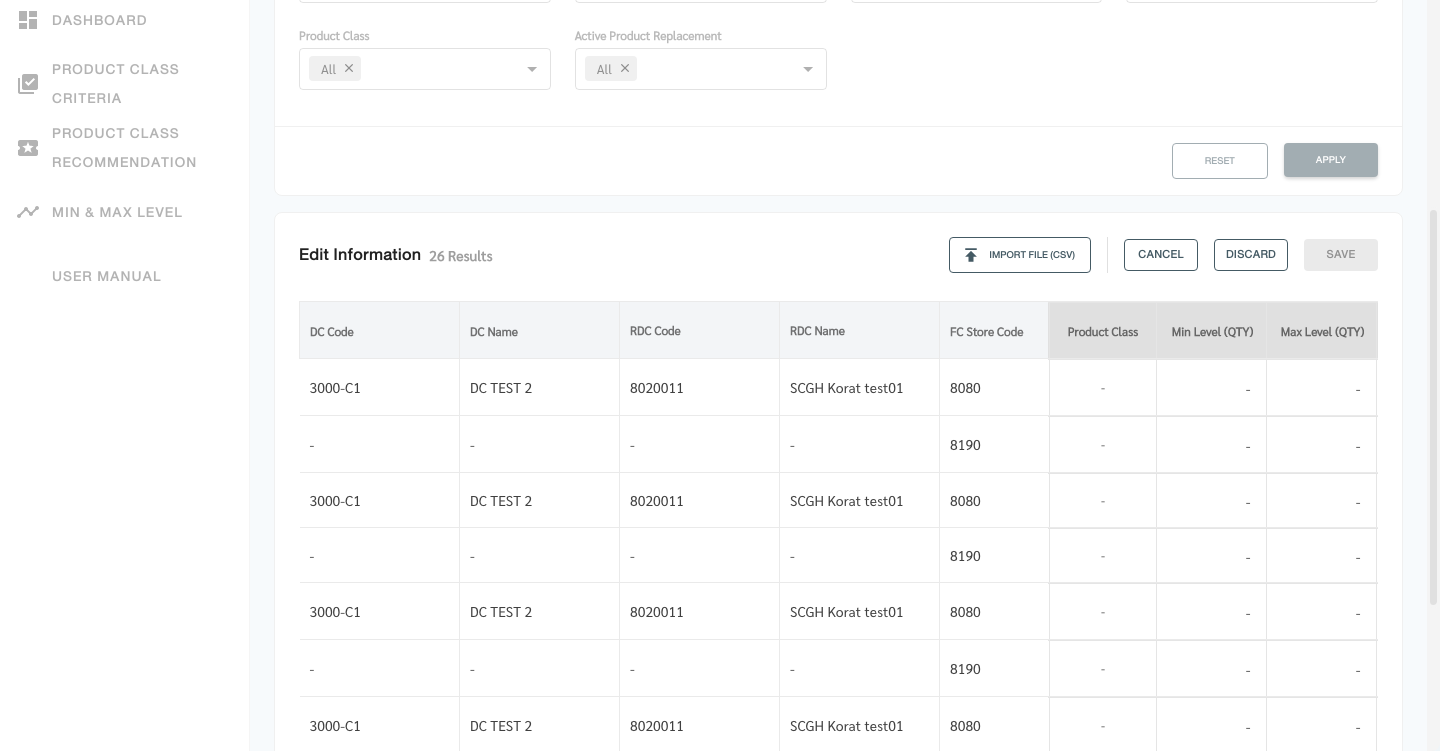 DASHBOARD
PRODUCT CLASS
CRITERIA
PRODUCT CLASS
RECOMMENDATION
MIN & MAX LEVEL
USER MANUAL
Product Class Active Product Replacement
All All
RESET APPLY
Edit Information 26 Results IMPORT FILE (CSV) CANCEL DISCARD SAVE
DC Code DC Name RDC Code RDC Name FC Store Code Product Class Min Level (QTY) Max Level (QTY)
3000-C1 DC TEST 2 8020011 SCGH Korat test01 8080 - - -
- - - - 8190 - - -
3000-C1 DC TEST 2 8020011 SCGH Korat test01 8080 - - -
- - - - 8190 - - -
3000-C1 DC TEST 2 8020011 SCGH Korat test01 8080 - - -
- - - - 8190 - - -
3000-C1 DC TEST 2 8020011 SCGH Korat test01 8080 - - -